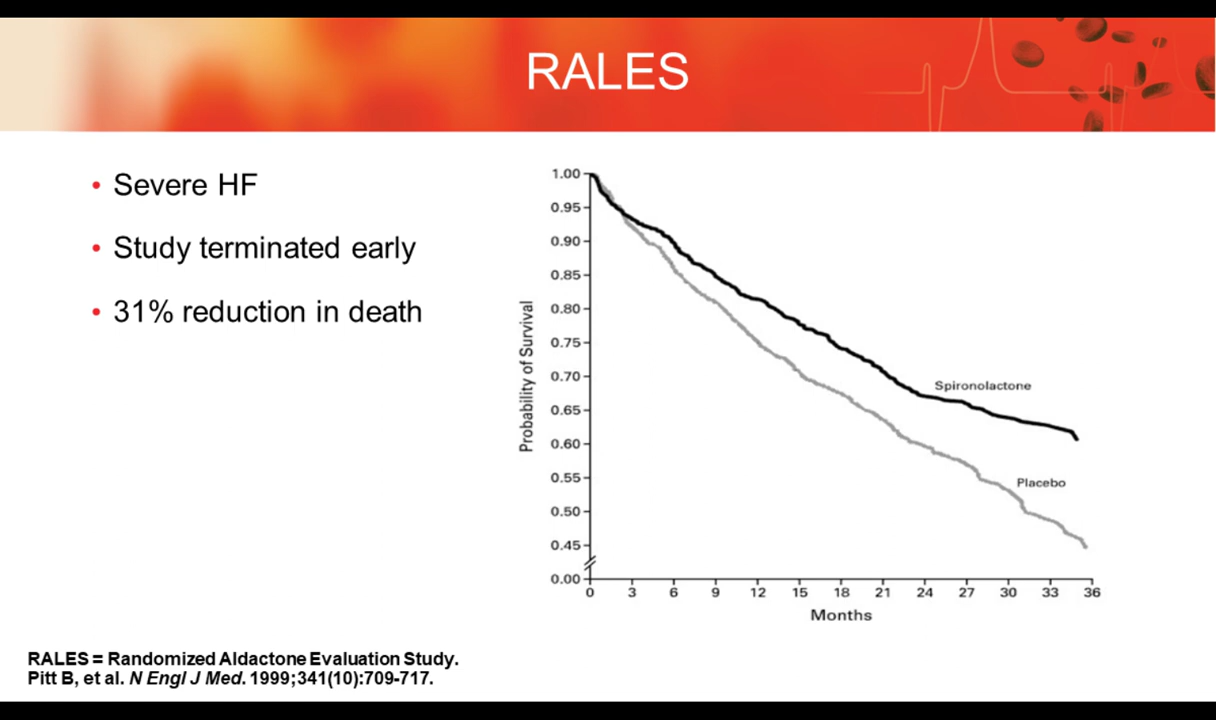 RALES
• Severe HF
• Study terminated early
• 31% reduction in death
Probability of Survival
1.00
0.95
0.90
0.85
0.80
0.75
0.70
0.65
0.60
0.55
0.50
0.45
0.00
Spironolactone
Placebo
0 3 6 9 12 15 18 21 24 27 30 33 36
Months
RALES = Randomized Aldactone Evaluation Study.
Pitt B, et al. N Engl J Med. 1999;341(10):709-717.